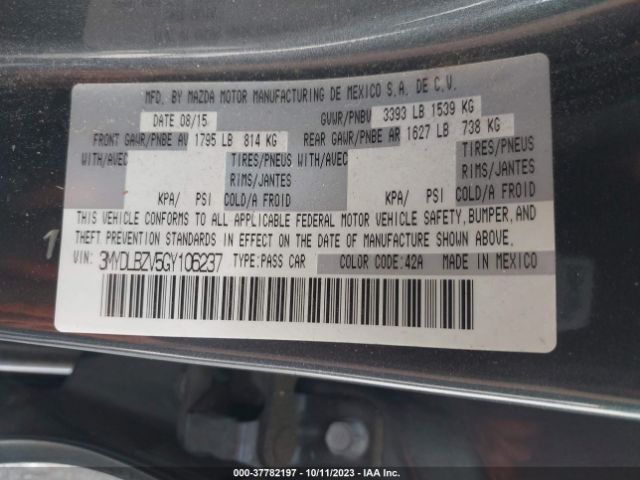 MFD. BY MAZDA MOTOR MANUFACTURING DE MEXICO S.A. DE C.V.
DATE 08/15 GVWR/PNBV 3393 LB 1539 KG
FRONT GAWR/PNBE AV 1795 LB 814 KG REAR GAWR/PNBE AR 1627 LB 738 KG
WITH/AVEC TIRES/PNEUS WITH/AVEC TIRES/PNEUS
RIMS/JANTES RIMS/JANTES
KPA/ PSI COLD/A FROID KPA/ PSI COLD/A FROID
THIS VEHICLE CONFORMS TO ALL APPLICABLE FEDERAL MOTOR VEHICLE SAFETY, BUMPER, AND
THEFT PREVENTION STANDARDS IN EFFECT ON THE DATE OF MANUFACTURE SHOWN ABOVE.
VIN: 3MYDLBZV5GY106237 TYPE:PASS CAR COLOR CODE:42A MADE IN MEXICO
000-37782197 - 10/11/2023 - IAA Inc.